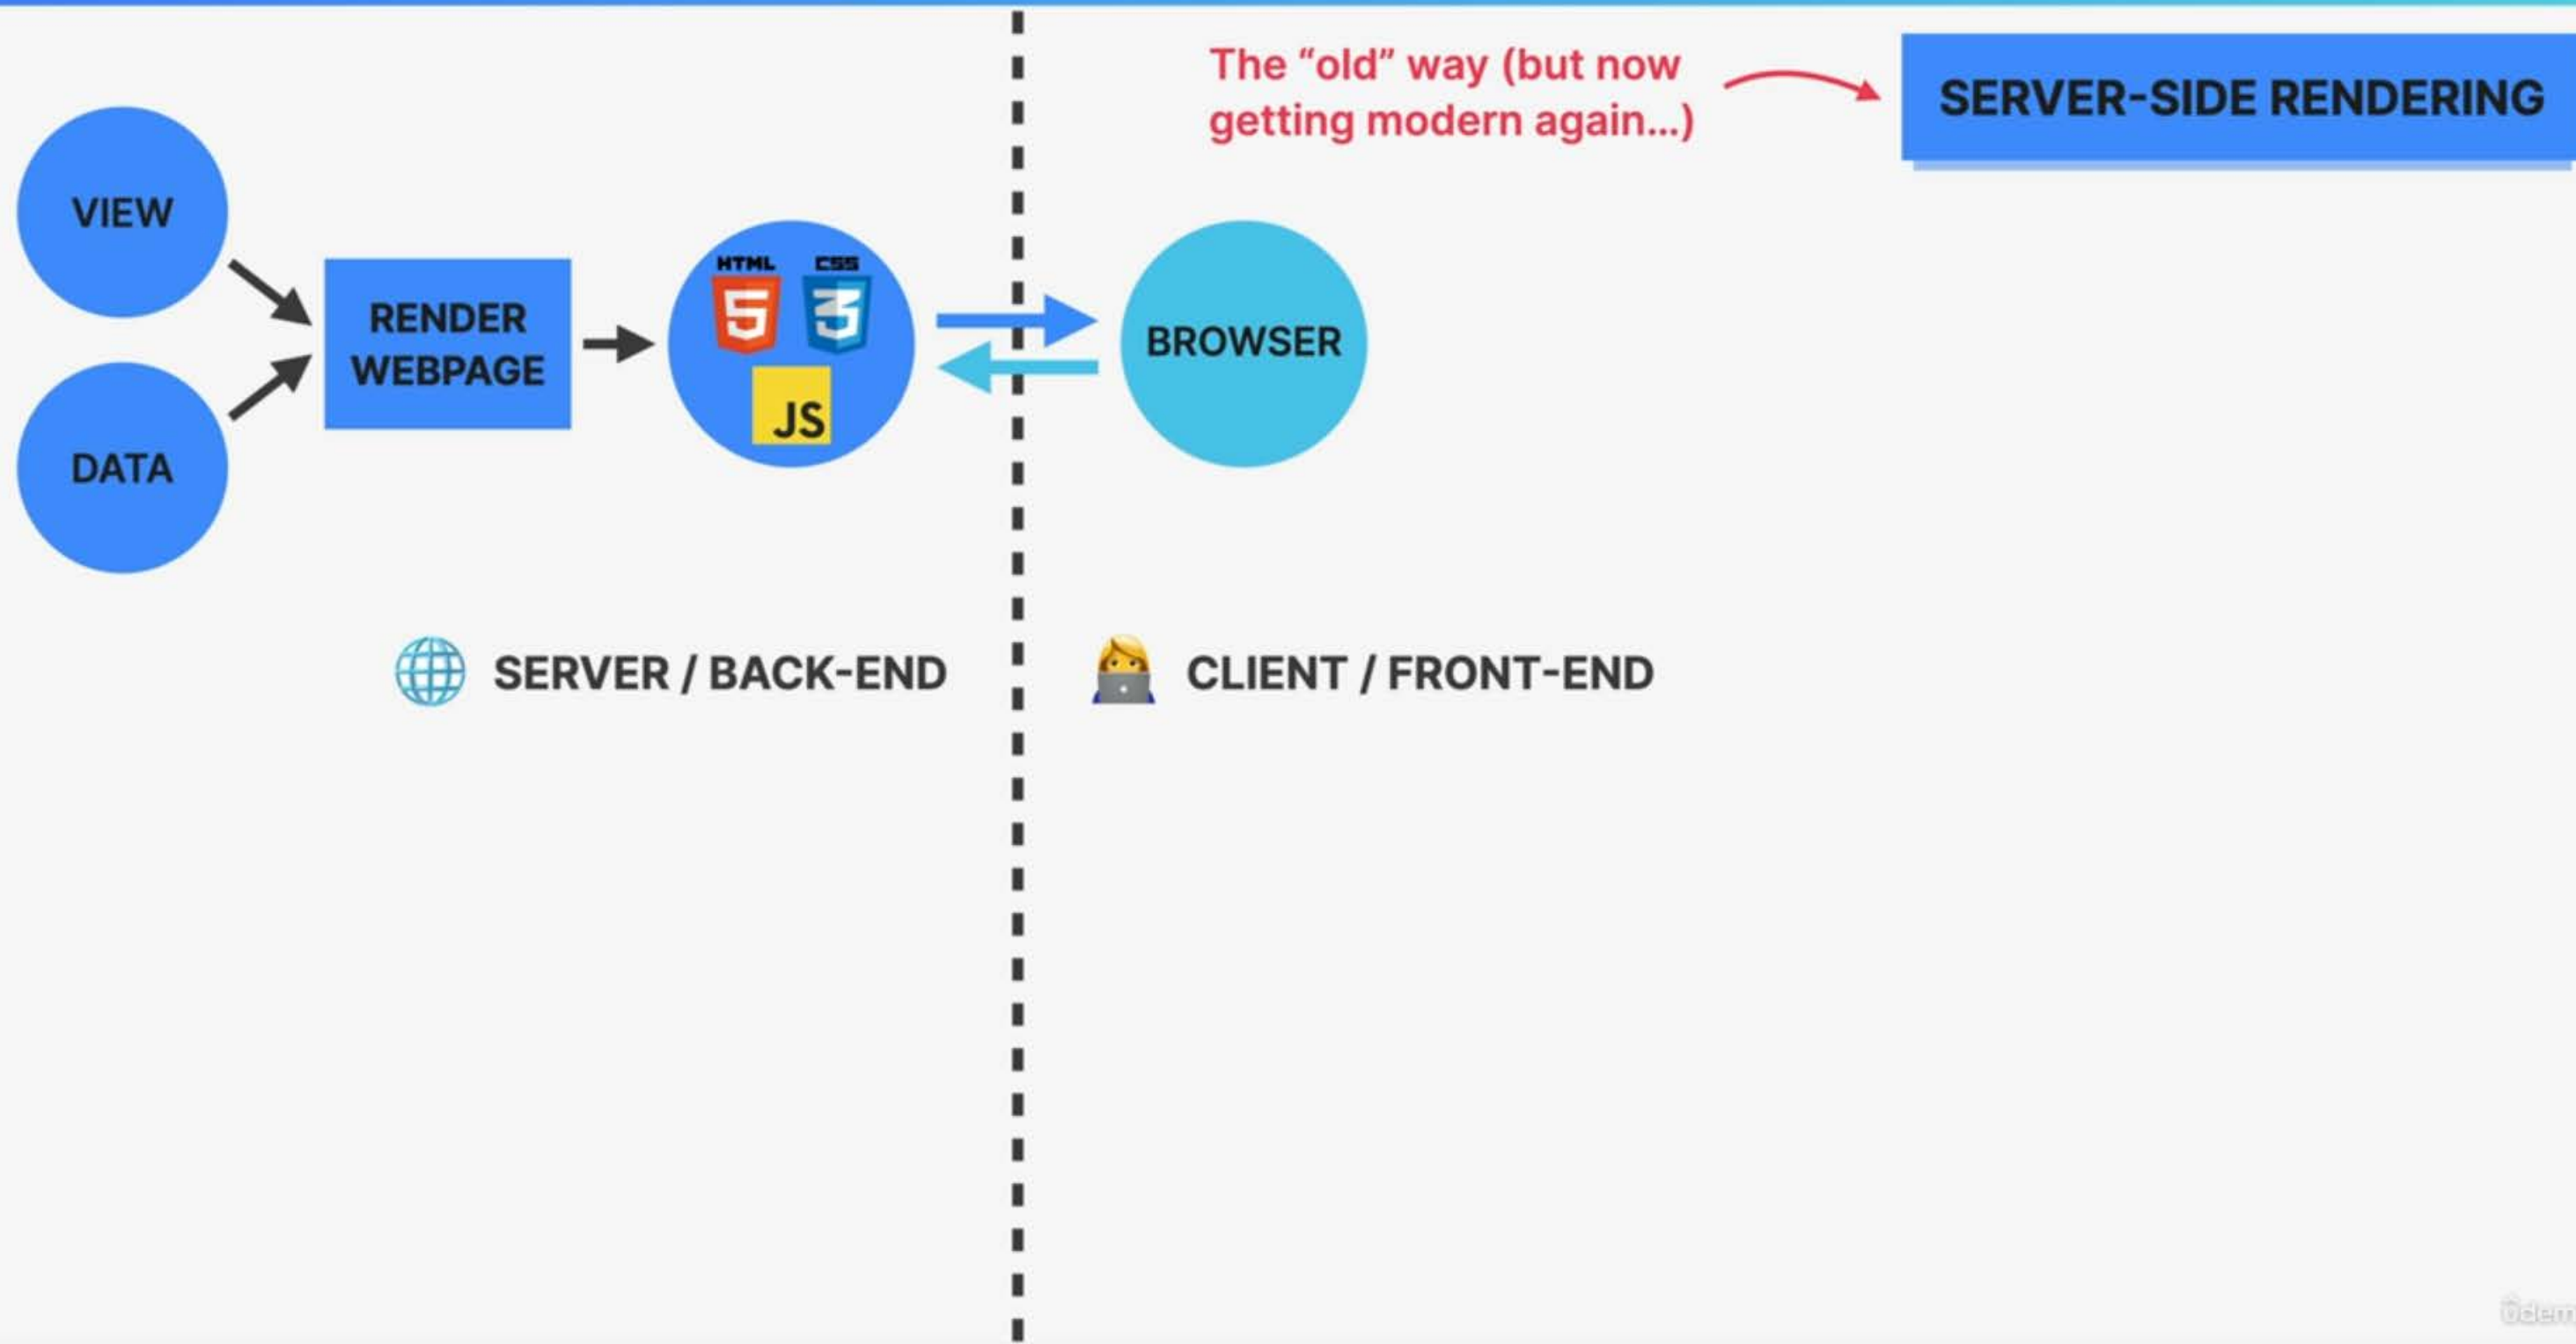 The “old” way (but now
getting modern again...)
SERVER-SIDE RENDERING
VIEW
DATA
RENDER
WEBPAGE
HTML
5
CSS
3
JS
BROWSER
SERVER / BACK-END
CLIENT / FRONT-END